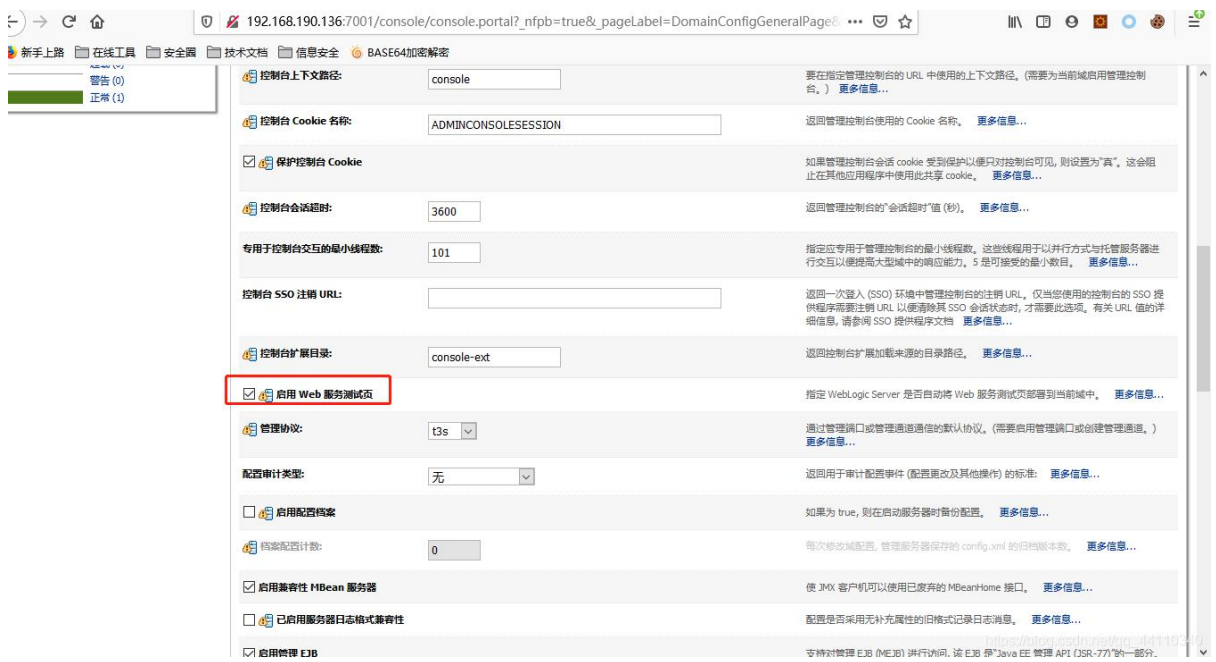 192.168.190.136:7001/console/console.portal?_nfpb=true&_pageLabel=DomainConfigGeneralPage&
新手上路 在线工具 安全圈 技术文档 信息安全 BASE64加密解密
警告 (0)
正常 (1)
控制台上下文路径:
console
要在指定管理控制台的 URL 中使用的上下文路径。(需要为当前域启用管理控制
台。) 更多信息...
控制台 Cookie 名称:
ADMINCONSOLESESSION
返回管理控制台使用的 Cookie 名称。 更多信息...
保护控制台 Cookie
如果管理控制台会话 cookie 受到保护以便只对控制台可见, 则设置为"真"。这会阻
止在其他应用程序中使用此共享 cookie。 更多信息...
控制台会话超时:
3600
返回管理控制台的"会话超时"值 (秒)。 更多信息...
专用于控制台交互的最小线程数:
101
指定应专用于管理控制台的最小线程数。这些线程用于以并行方式与托管服务器进
行交互以便提高大型域中的响应能力。5 是可接受的最小数目。 更多信息...
控制台 SSO 注销 URL:
返回一次登入 (SSO) 环境中管理控制台的注销 URL。仅当您使用的控制台的 SSO 提
供程序需要注销 URL 以便清除其 SSO 会话状态时, 才需要此选项。有关 URL 值的详
细信息, 请参阅 SSO 提供程序文档 更多信息...
控制台扩展目录:
console-ext
返回控制台扩展加载来源的目录路径。 更多信息...
启用 Web 服务测试页
指定 WebLogic Server 是否自动将 Web 服务测试页部署到当前域中。 更多信息...
管理协议:
t3s
通过管理端口或管理通道通信的默认协议。(需要启用管理端口或创建管理通道。)
更多信息...
配置审计类型:
无
返回用于审计配置事件 (配置更改及其他操作) 的标准: 更多信息...
启用配置档案
如果为 true, 则在启动服务器时备份配置。 更多信息...
档案配置计数:
0
每次修改域配置, 管理服务器保存的 config.xml 的归档版本数。 更多信息...
启用兼容性 MBean 服务器
使 JMX 客户机可以使用已废弃的 MBeanHome 接口。 更多信息...
已启用服务器日志格式兼容性
配置是否采用无补充属性的旧格式记录日志消息。 更多信息...
启用管理 EJB
支持对管理 EJB (MEJB) 进行访问, 该 EJB 是"Java EE 管理 API (JSR-77)"的一部分。
https://blog.csdn.net/qq_44110340